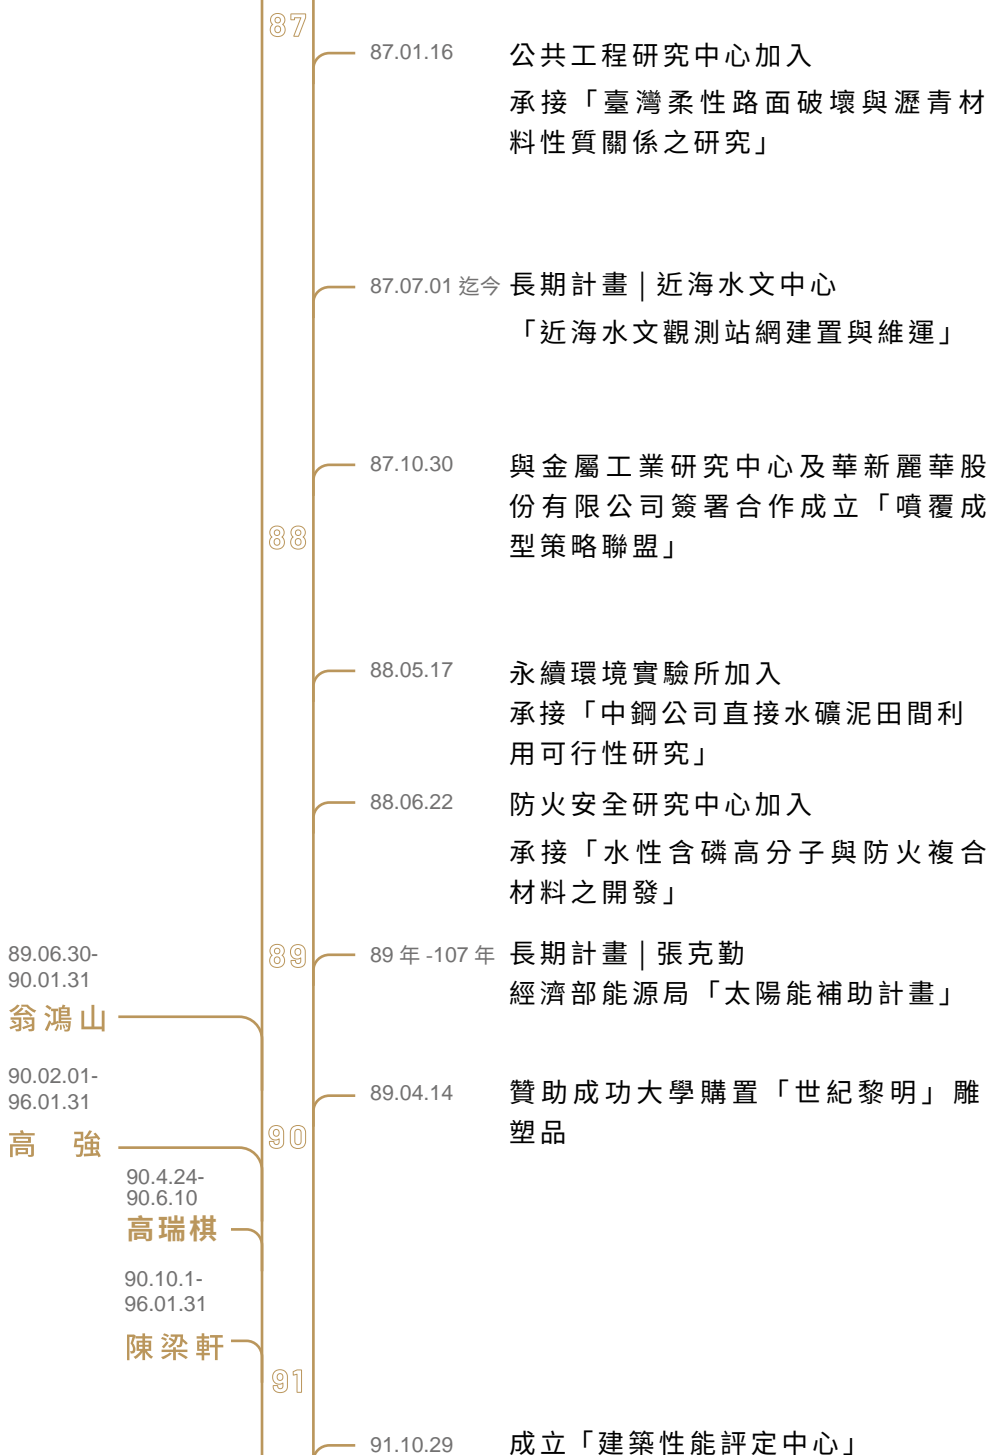 87
87.01.16
公共工程研究中心加入
承接「臺灣柔性路面破壞與瀝青材
料性質關係之研究」
87.07.01 迄今
長期計畫 | 近海水文中心
「近海水文觀測站網建置與維運」
87.10.30
與金屬工業研究中心及華新麗華股
份有限公司簽署合作成立「噴覆成
型策略聯盟」
88
88.05.17
永續環境實驗所加入
承接「中鋼公司直接水礦泥田間利
用可行性研究」
88.06.22
防火安全研究中心加入
承接「水性含磷高分子與防火複合
材料之開發」
89.06.30-
90.01.31
翁鴻山
89
89 年 -107 年
長期計畫 | 張克勤
經濟部能源局「太陽能補助計畫」
90.02.01-
96.01.31
高 強
89.04.14
贊助成功大學購置「世紀黎明」雕
塑品
90
90.4.24-
90.6.10
高瑞棋
90.10.1-
96.01.31
陳梁軒
91
91.10.29
成立「建築性能評定中心」